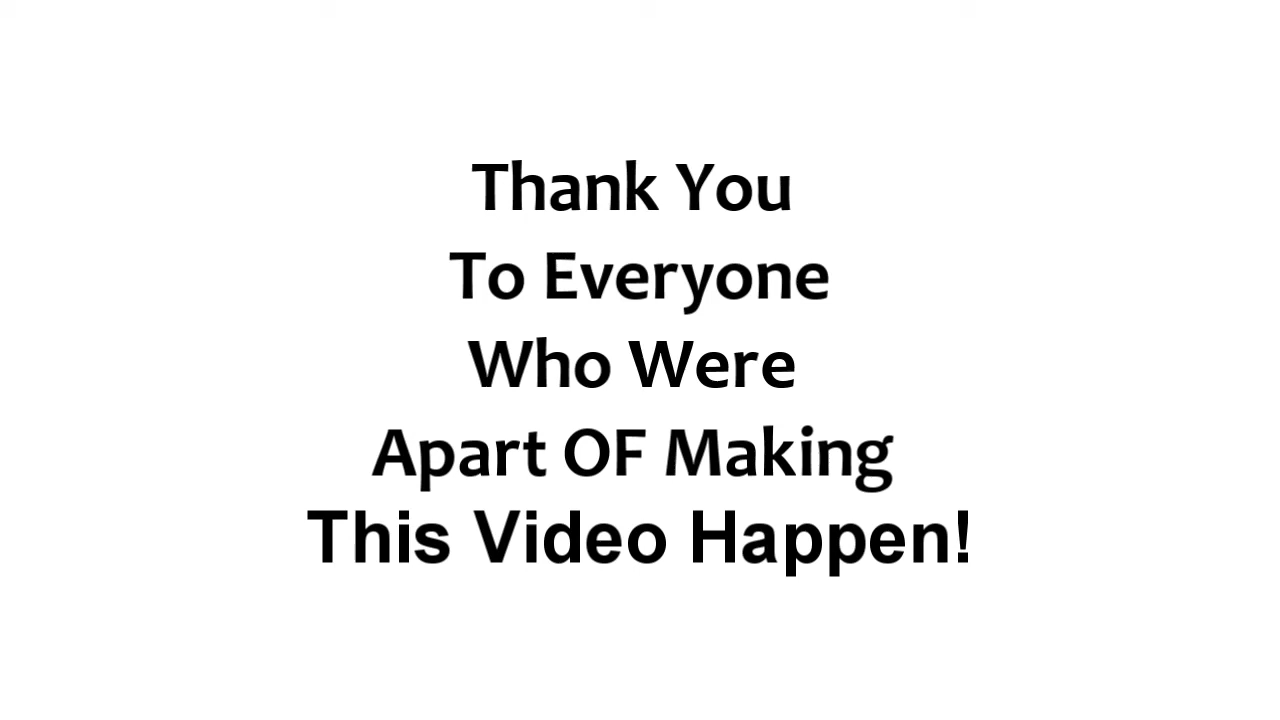 Thank You
To Everyone
Who Were
Apart OF Making
This Video Happen!